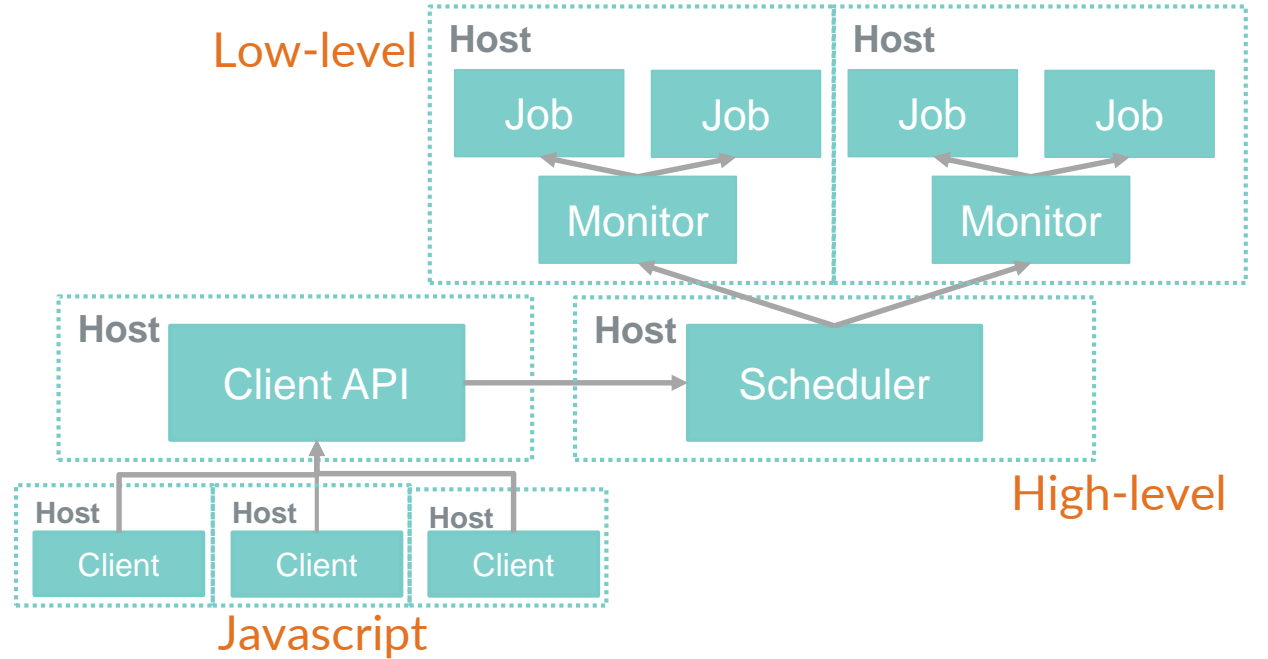 Low-level
Host
Host
Job
Job
Job
Job
Monitor
Monitor
Host
Host
Client API
Scheduler
High-level
Host
Host
Host
Client
Client
Client
Javascript